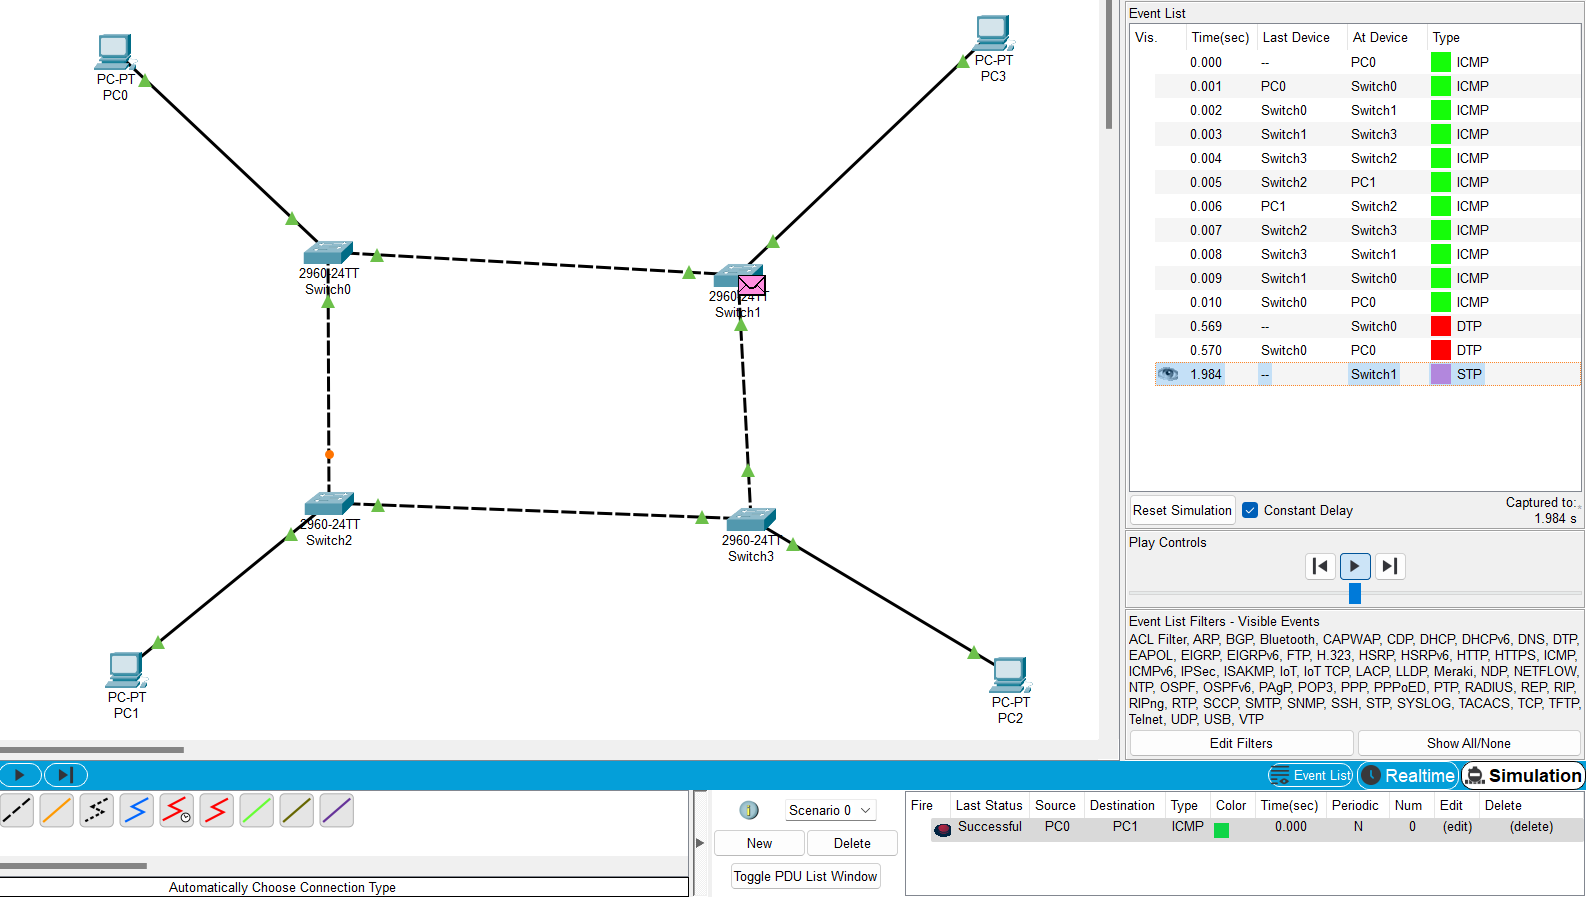 PC-PT
PC0
PC-PT
PC3
2960-24TT
Switch0
2960-24TT
Switch1
2960-24TT
Switch2
2960-24TT
Switch3
PC-PT
PC1
PC-PT
PC2
Event List
Vis. Time(sec) Last Device At Device Type
0.000 -- PC0 ICMP
0.001 PC0 Switch0 ICMP
0.002 Switch0 Switch1 ICMP
0.003 Switch1 Switch3 ICMP
0.004 Switch3 Switch2 ICMP
0.005 Switch2 PC1 ICMP
0.006 PC1 Switch2 ICMP
0.007 Switch2 Switch3 ICMP
0.008 Switch3 Switch1 ICMP
0.009 Switch1 Switch0 ICMP
0.010 Switch0 PC0 ICMP
0.569 -- Switch0 DTP
0.570 Switch0 PC0 DTP
1.984 -- Switch1 STP
Reset Simulation Constant Delay Captured to:
1.984 s
Play Controls
Event List Filters - Visible Events
ACL Filter, ARP, BGP, Bluetooth, CAPWAP, CDP, DHCP, DHCPv6, DNS, DTP,
EAPOL, EIGRP, EIGRPv6, FTP, H.323, HSRP, HSRPv6, HTTP, HTTPS, ICMP,
ICMPv6, IPSec, ISAKMP, IoT, IoT TCP, LACP, LLDP, Meraki, NDP, NETFLOW,
NTP, OSPF, OSPFv6, PAgP, POP3, PPP, PPPoED, PTP, RADIUS, REP, RIP,
RIPng, RTP, SCCP, SMTP, SNMP, SSH, STP, SYSLOG, TACACS, TCP, TFTP,
Telnet, UDP, USB, VTP
Edit Filters Show All/None
Event List Realtime Simulation
Automatically Choose Connection Type
Scenario 0
New Delete
Toggle PDU List Window
Fire Last Status Source Destination Type Color Time(sec) Periodic Num Edit Delete
Successful PC0 PC1 ICMP 0.000 N 0 (edit) (delete)